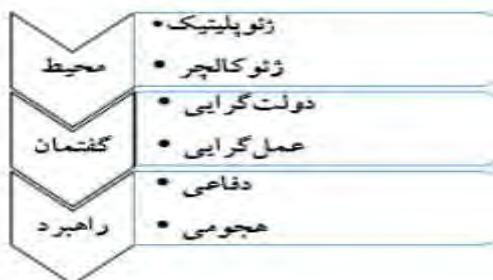 محیط
ژئوپلیتیک •
ژئوکالچر •
گفتمان
دولت‌گرایی •
عمل‌گرایی •
راهبرد
دفاعی •
هجومی •